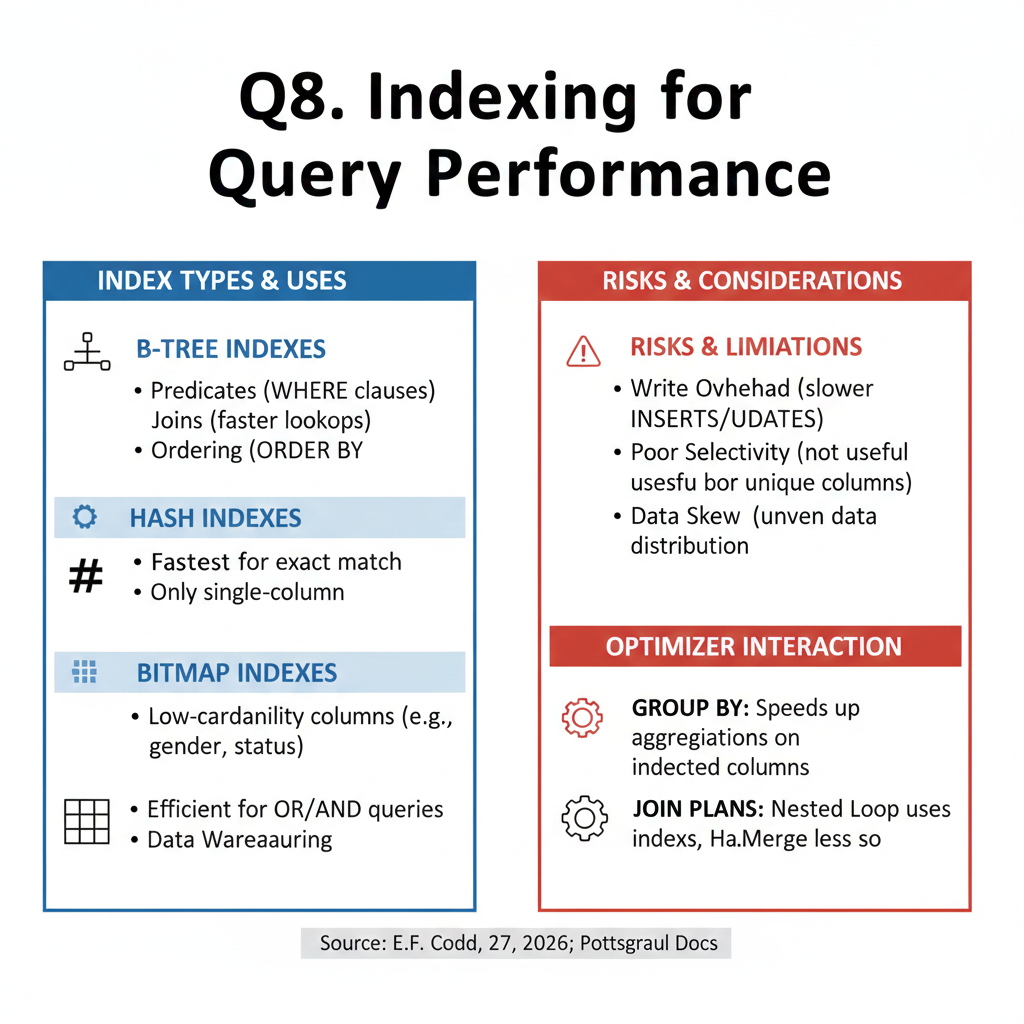 Q8. Indexing for
Query Performance
INDEX TYPES & USES
B-TREE INDEXES
• Predicates (WHERE clauses)
Joins (faster lookops)
• Ordering (ORDER BY
HASH INDEXES
#
• Fastest for exact match
• Only single-column
BITMAP INDEXES
• Low-cardanility columns (e.g.,
gender, status)
• Efficient for OR/AND queries
• Data Wareaauring
RISKS & CONSIDERATIONS
RISKS & LIMIATIONS
• Write Ovhehad (slower
INSERTS/UDATES)
• Poor Selectivity (not useful
usesfu bor unique columns)
• Data Skew (unven data
distribution
OPTIMIZER INTERACTION
GROUP BY: Speeds up
aggregiations on
indected columns
JOIN PLANS: Nested Loop uses
indexs, Ha.Merge less so
Source: E.F. Codd, 27, 2026; Pottsgraul Docs